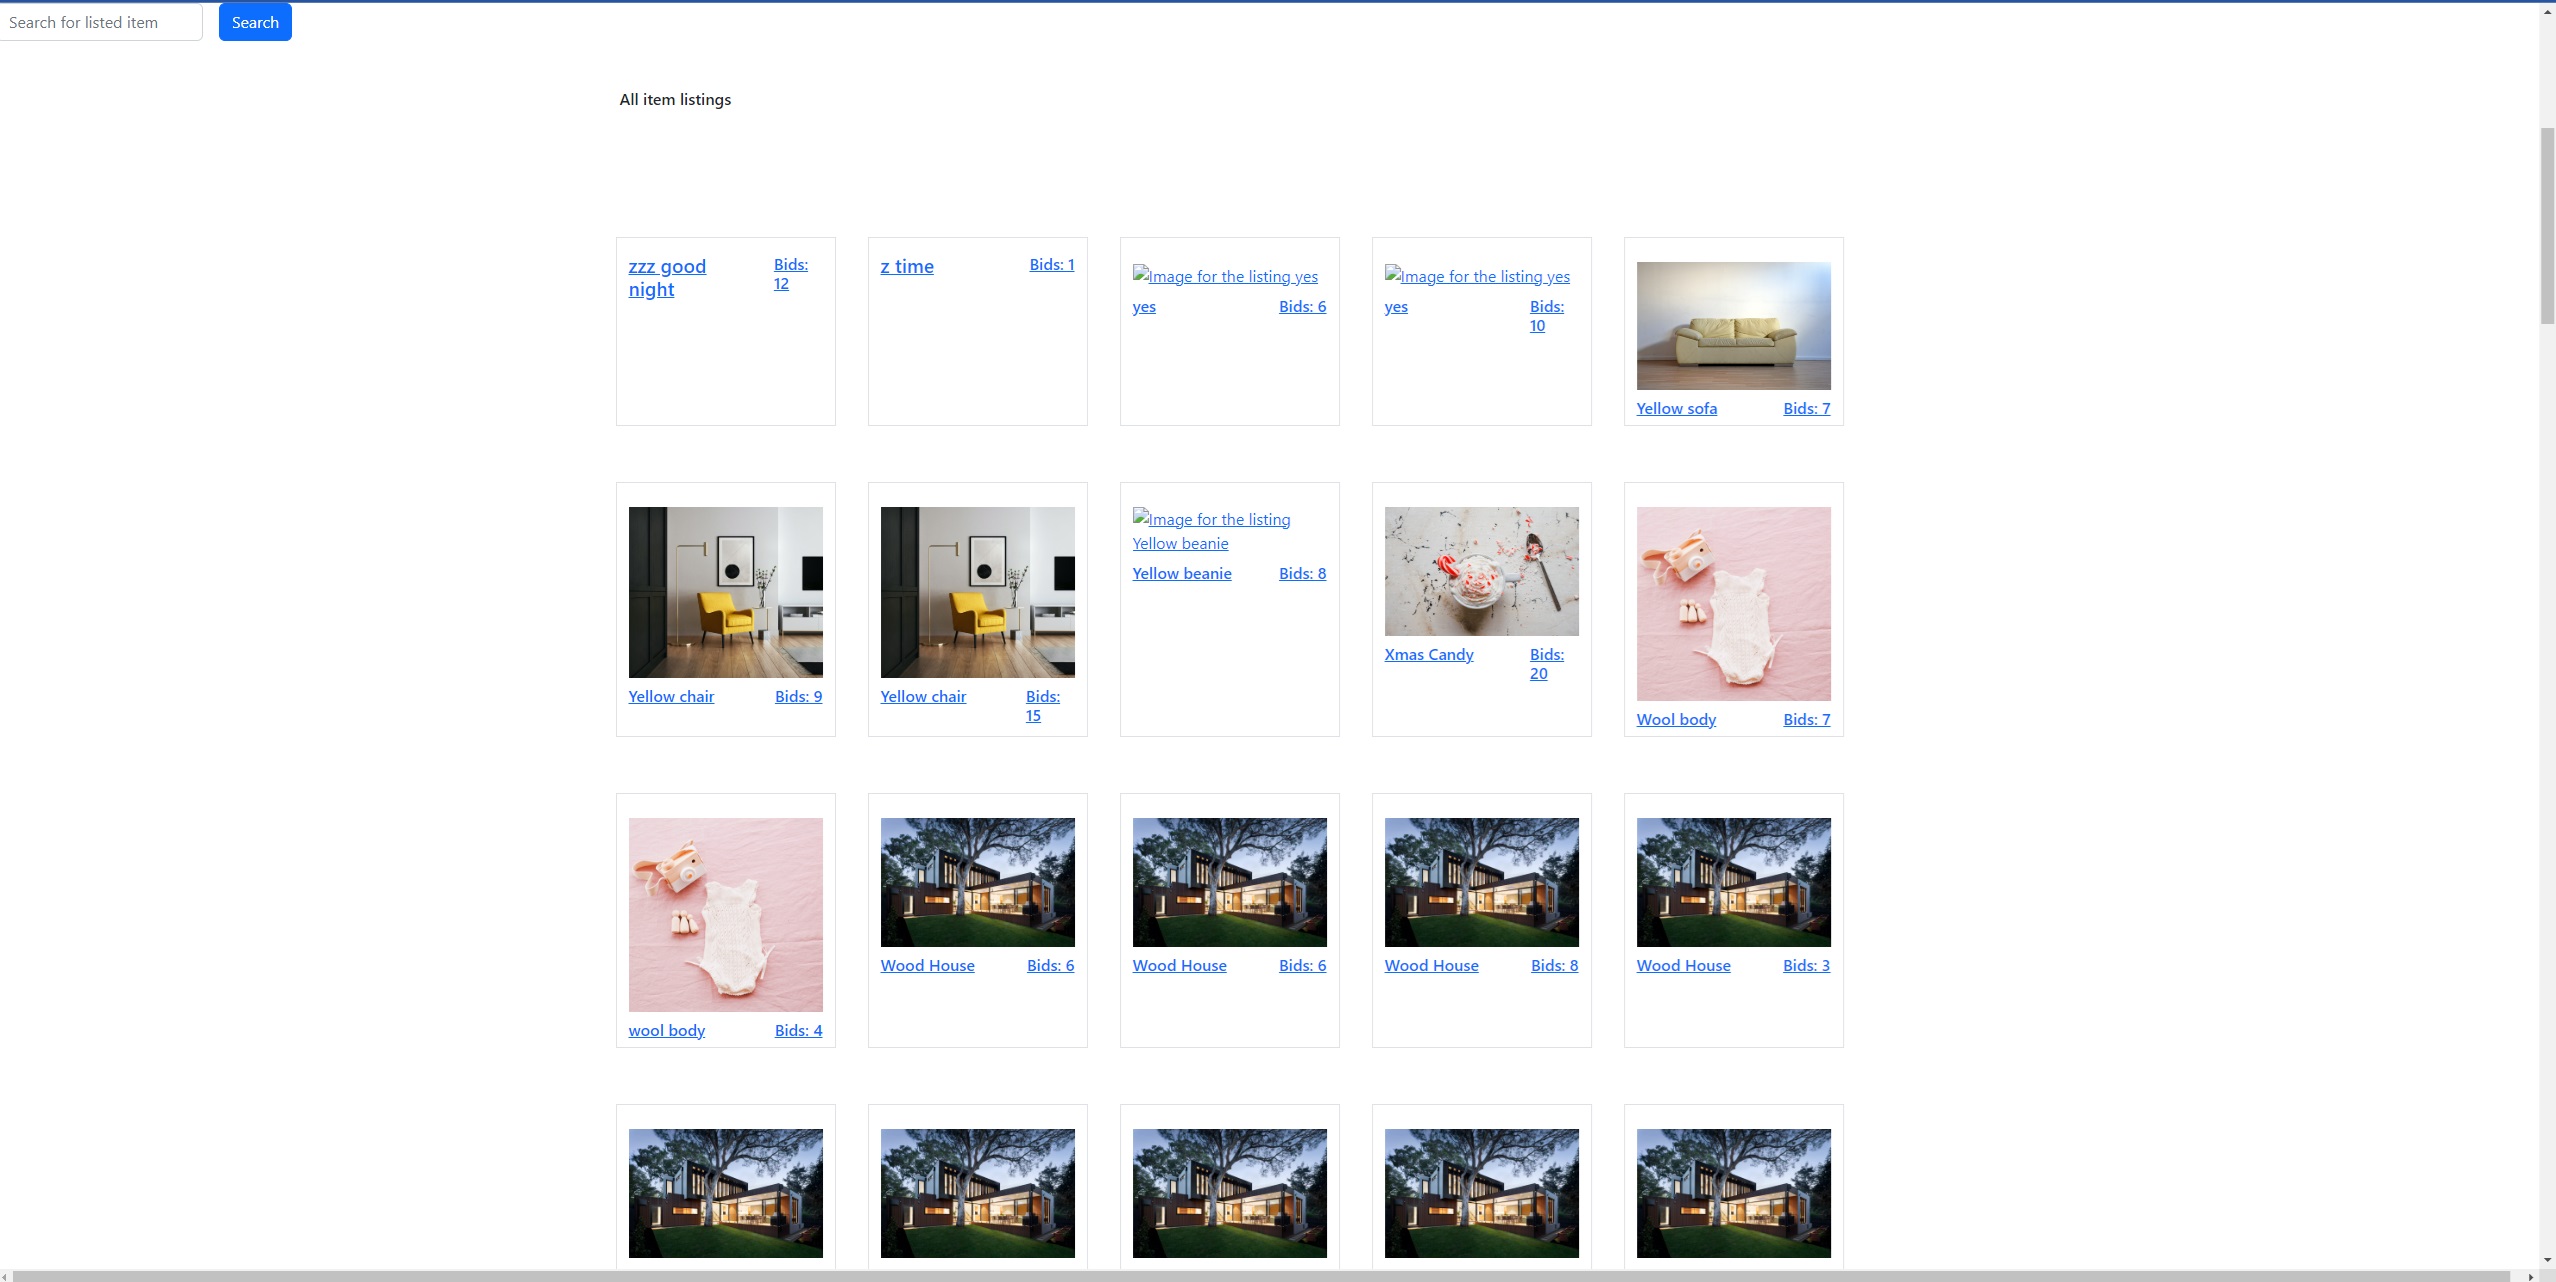 Search for listed item Search
All item listings
zzz good Bids:
night 12
z time Bids: 1
Image for the listing yes
yes Bids: 6
Image for the listing yes
yes Bids:
10
Yellow sofa Bids: 7
Yellow chair Bids: 9
Yellow chair Bids:
15
Image for the listing
Yellow beanie
Yellow beanie Bids: 8
Xmas Candy Bids:
20
Wool body Bids: 7
wool body Bids: 4
Wood House Bids: 6
Wood House Bids: 6
Wood House Bids: 8
Wood House Bids: 3